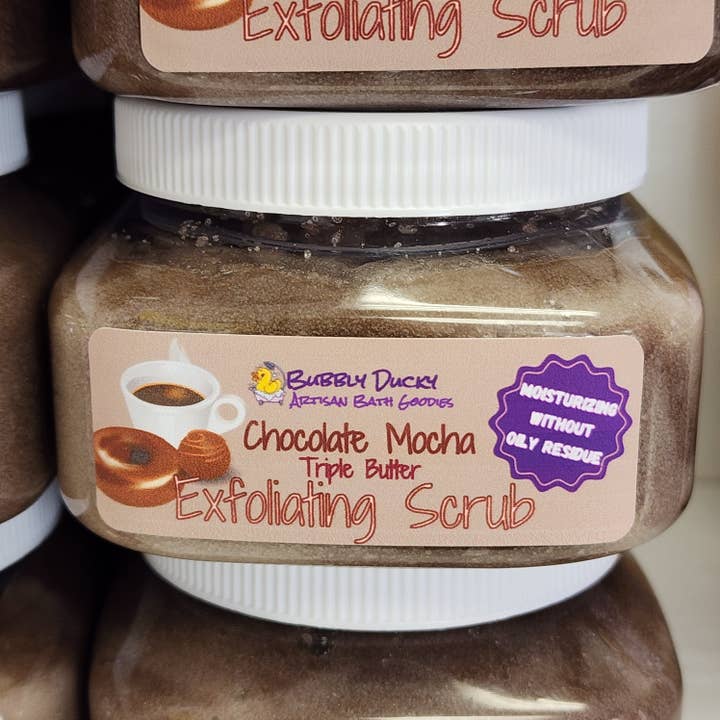 Exfoliating Scrub
BUBBLY DUCKY
ARTISAN BATH GOODIES
Chocolate Mocha
Triple Butter
Exfoliating Scrub
MOISTURIZING
WITHOUT
OILY RESIDUE